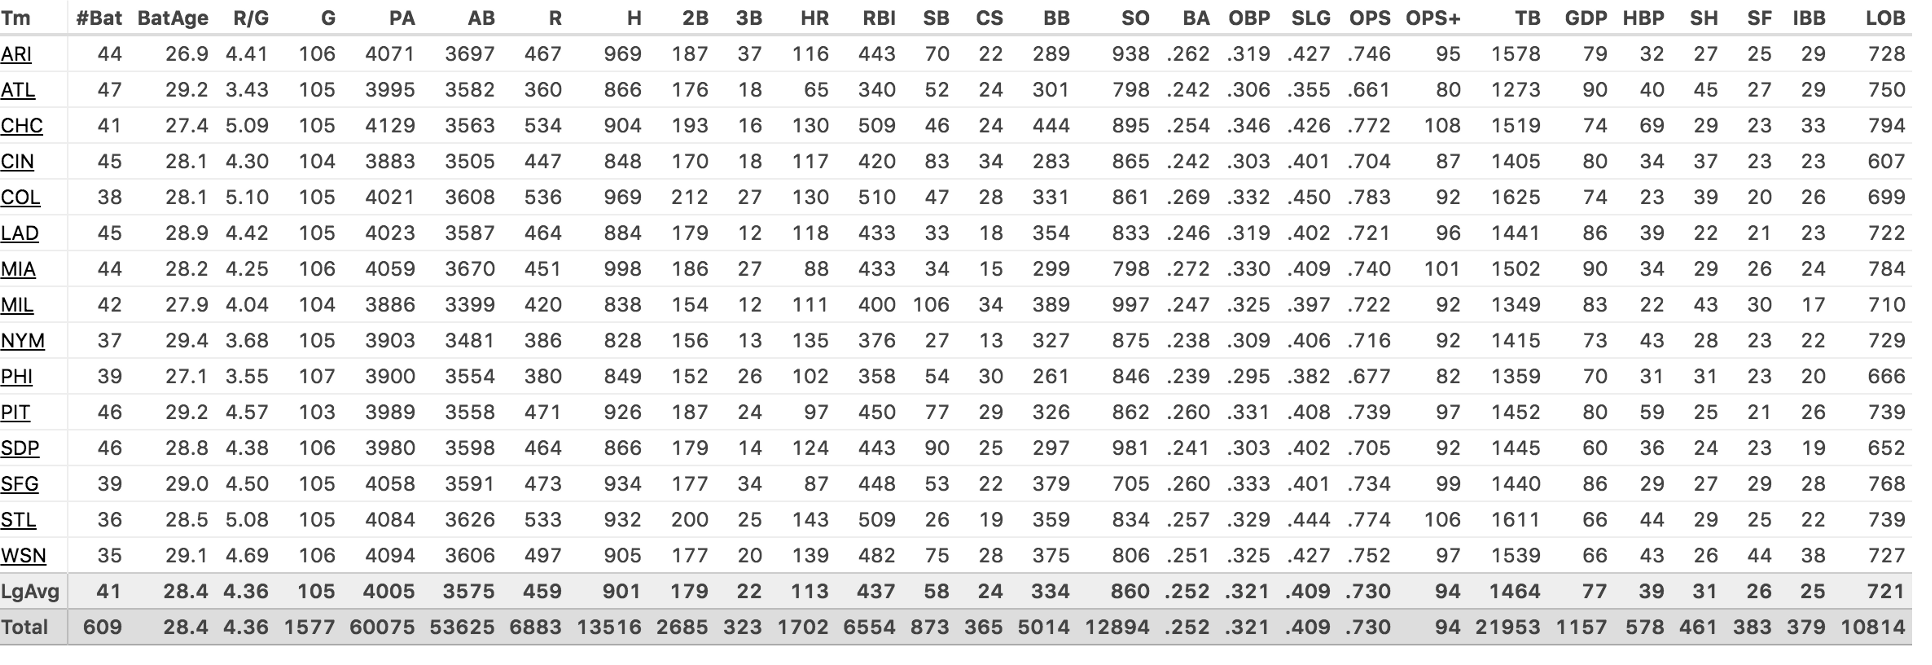 Tm #Bat BatAge R/G G PA AB R H 2B 3B HR RBI SB CS BB SO BA OBP SLG OPS OPS+ TB GDP HBP SH SF IBB LOB
ARI 44 26.9 4.41 106 4071 3697 467 969 187 37 116 443 70 22 289 938 .262 .319 .427 .746 95 1578 79 32 27 25 29 728
ATL 47 29.2 3.43 105 3995 3582 360 866 176 18 65 340 52 24 301 798 .242 .306 .355 .661 80 1273 90 40 45 27 29 750
CHC 41 27.4 5.09 105 4129 3563 534 904 193 16 130 509 46 24 444 895 .254 .346 .426 .772 108 1519 74 69 29 23 33 794
CIN 45 28.1 4.30 104 3883 3505 447 848 170 18 117 420 83 34 283 865 .242 .303 .401 .704 87 1405 80 34 37 23 23 607
COL 38 28.1 5.10 105 4021 3608 536 969 212 27 130 510 47 28 331 861 .269 .332 .450 .783 92 1625 74 23 39 20 26 699
LAD 45 28.9 4.42 105 4023 3587 464 884 179 12 118 433 33 18 354 833 .246 .319 .402 .721 96 1441 86 39 22 21 23 722
MIA 44 28.2 4.25 106 4059 3670 451 998 186 27 88 433 34 15 299 798 .272 .330 .409 .740 101 1502 90 34 29 26 24 784
MIL 42 27.9 4.04 104 3886 3399 420 838 154 12 111 400 106 34 389 997 .247 .325 .397 .722 92 1349 83 22 43 30 17 710
NYM 37 29.4 3.68 105 3903 3481 386 828 156 13 135 376 27 13 327 875 .238 .309 .406 .716 92 1415 73 43 28 23 22 729
PHI 39 27.1 3.55 107 3900 3554 380 849 152 26 102 358 54 30 261 846 .239 .295 .382 .677 82 1359 70 31 31 23 20 666
PIT 46 29.2 4.57 103 3989 3558 471 926 187 24 97 450 77 29 326 862 .260 .331 .408 .739 97 1452 80 59 25 21 26 739
SDP 46 28.8 4.38 106 3980 3598 464 866 179 14 124 443 90 25 297 981 .241 .303 .402 .705 92 1445 60 36 24 23 19 652
SFG 39 29.0 4.50 105 4058 3591 473 934 177 34 87 448 53 22 379 705 .260 .333 .401 .734 99 1440 86 29 27 29 28 768
STL 36 28.5 5.08 105 4084 3626 533 932 200 25 143 509 26 19 359 834 .257 .329 .444 .774 106 1611 66 44 29 25 22 739
WSN 35 29.1 4.69 106 4094 3606 497 905 177 20 139 482 75 28 375 806 .251 .325 .427 .752 97 1539 66 43 26 44 38 727
LgAvg 41 28.4 4.36 105 4005 3575 459 901 179 22 113 437 58 24 334 860 .252 .321 .409 .730 94 1464 77 39 31 26 25 721
Total 609 28.4 4.36 1577 60075 53625 6883 13516 2685 323 1702 6554 873 365 5014 12894 .252 .321 .409 .730 94 21953 1157 578 461 383 379 10814